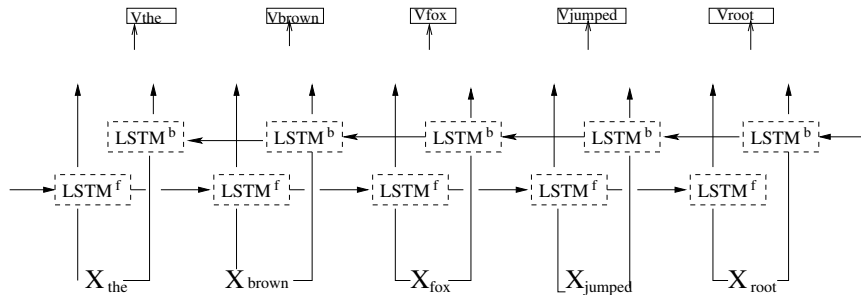 Vthe Vbrown Vfox Vjumped Vroot
LSTM b LSTM b LSTM b LSTM b LSTM b
LSTM f LSTM f LSTM f LSTM f LSTM f
X the X brown X fox X jumped X root